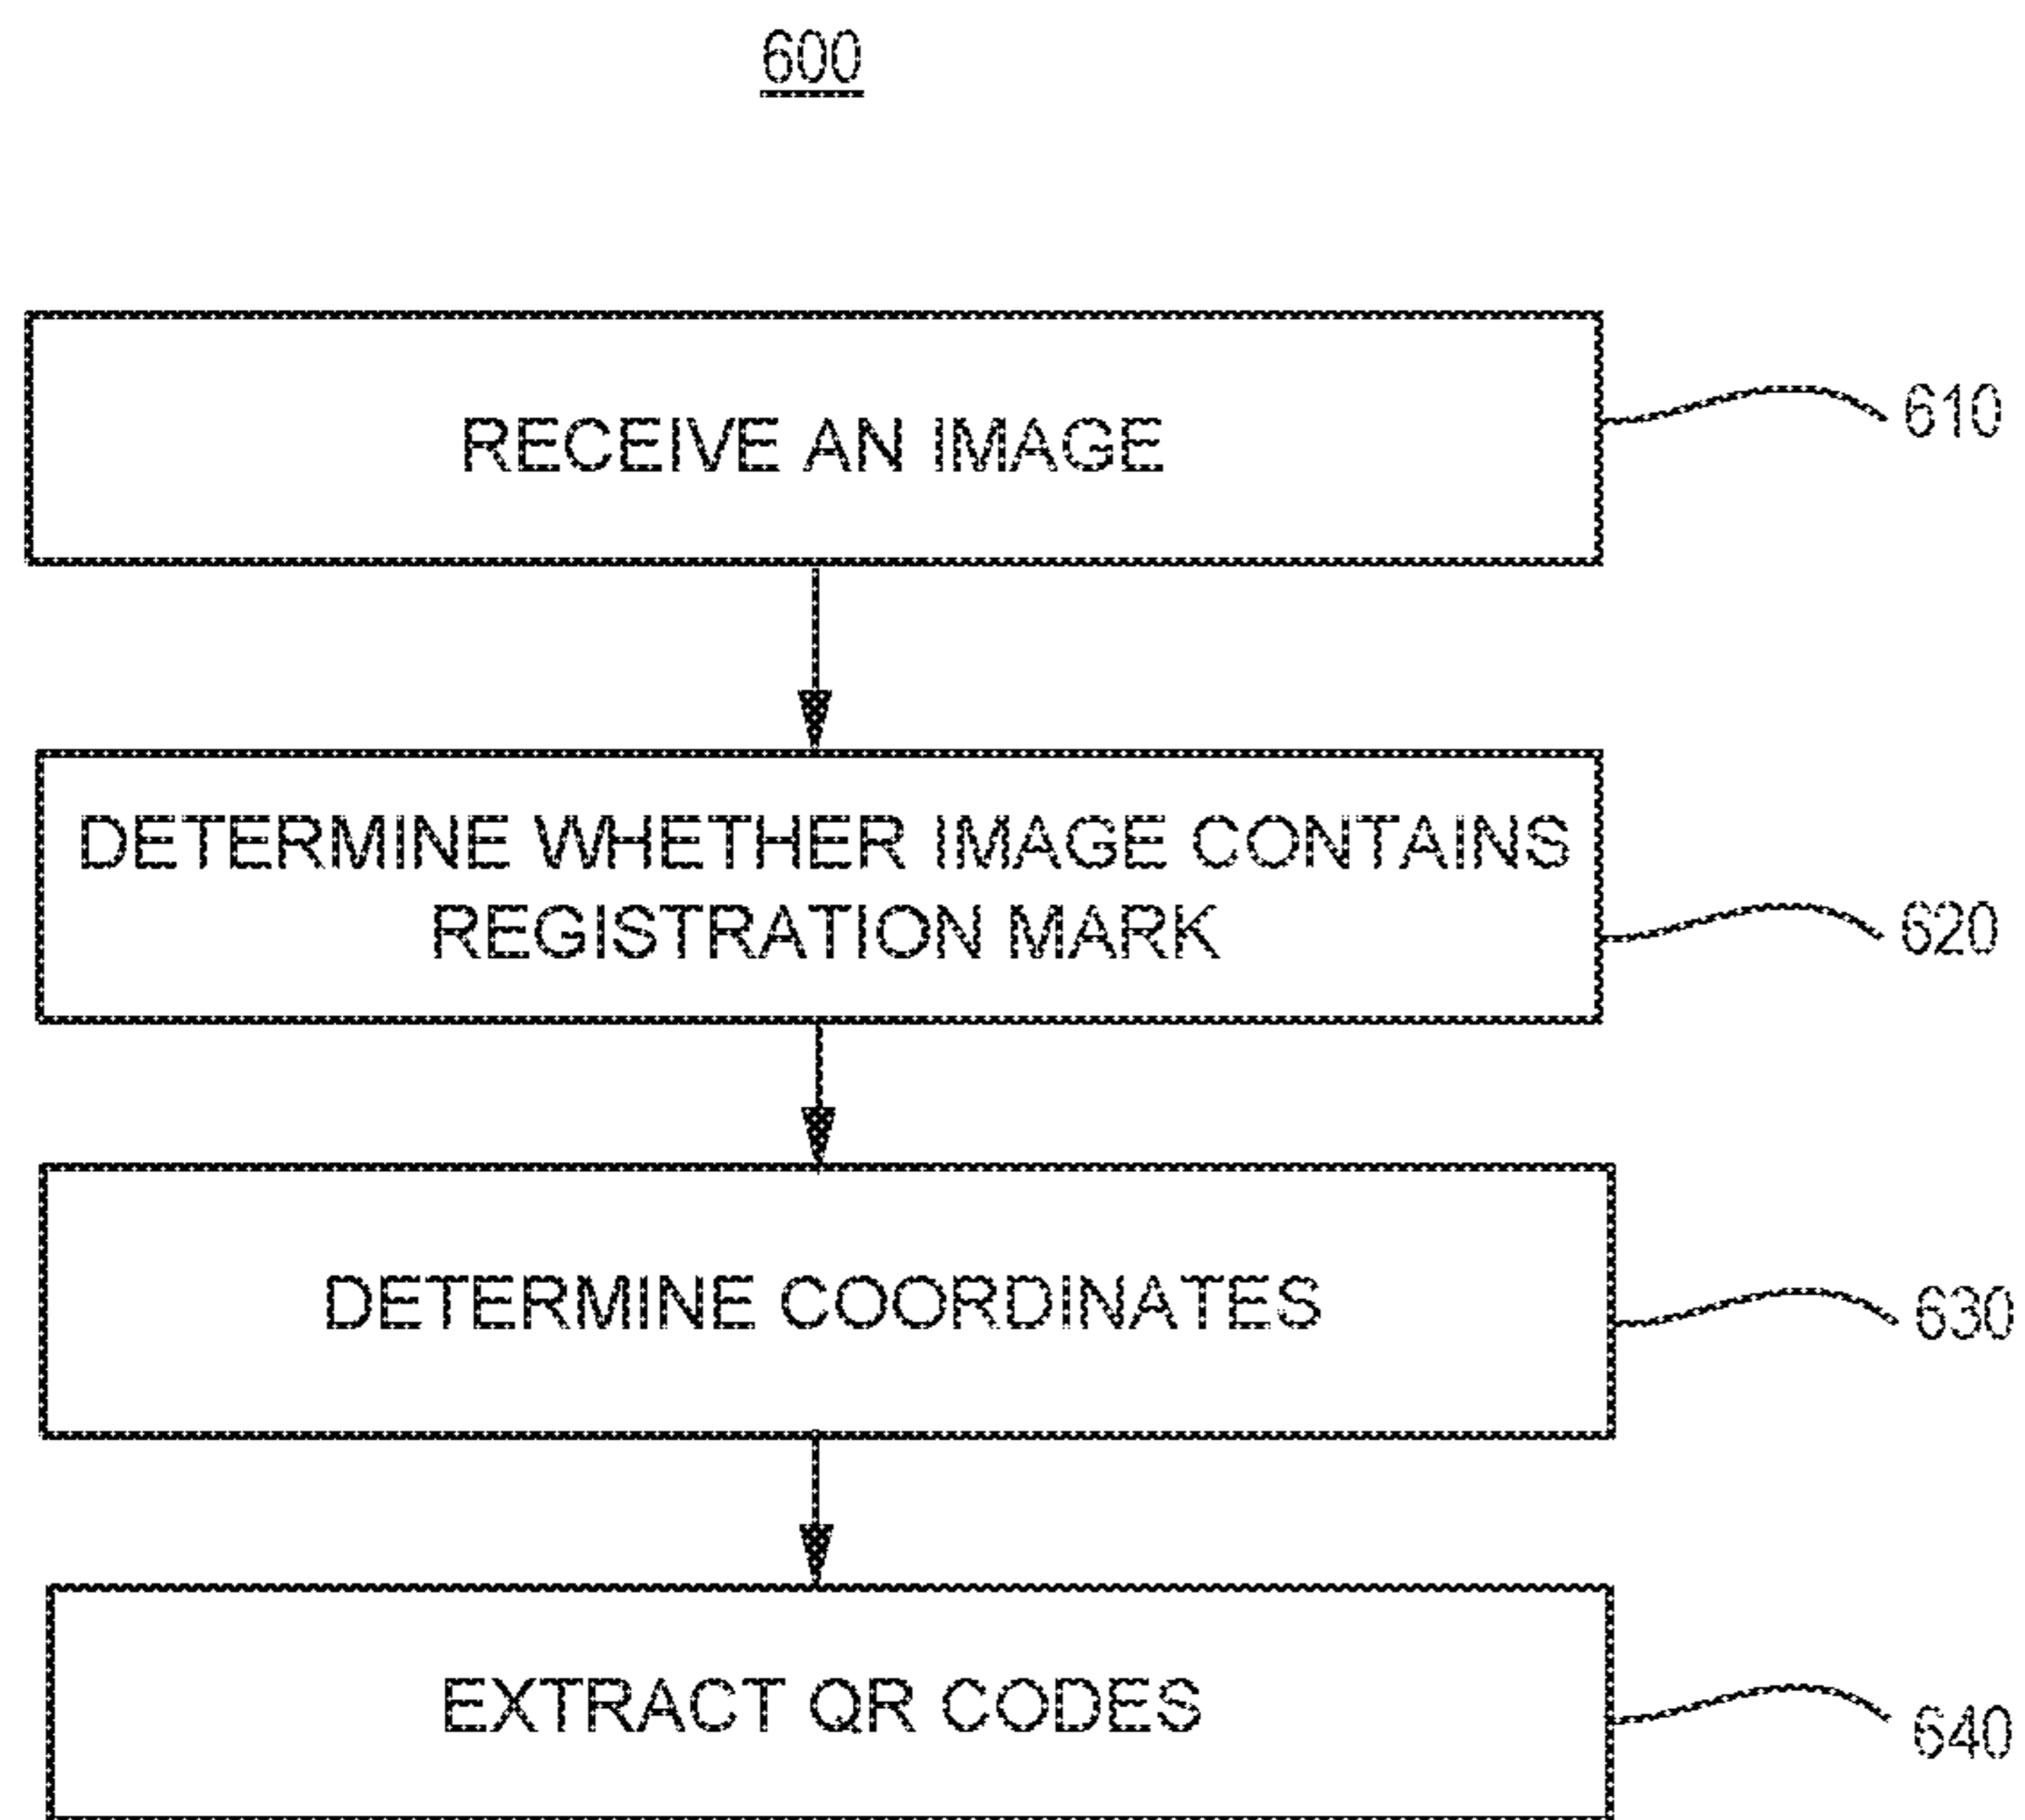 600
RECEIVE AN IMAGE
610
DETERMINE WHETHER IMAGE CONTAINS
REGISTRATION MARK
620
DETERMINE COORDINATES
630
EXTRACT QR CODES
640